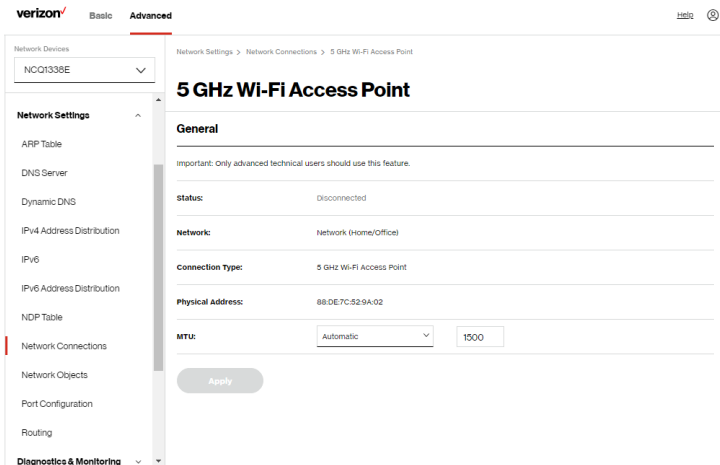 verizon✓ Basic Advanced Help
Network Devices
NCQ1338E
Network Settings
ARP Table
DNS Server
Dynamic DNS
IPv4 Address Distribution
IPv6
IPv6 Address Distribution
NDP Table
Network Connections
Network Objects
Port Configuration
Routing
Diagnostics & Monitoring
Network Settings > Network Connections > 5 GHz Wi-Fi Access Point
5 GHz Wi-Fi Access Point
General
Important: Only advanced technical users should use this feature.
Status: Disconnected
Network: Network (Home/Office)
Connection Type: 5 GHz Wi-Fi Access Point
Physical Address: 88:DE:7C:52:9A:02
MTU: Automatic 1500
Apply